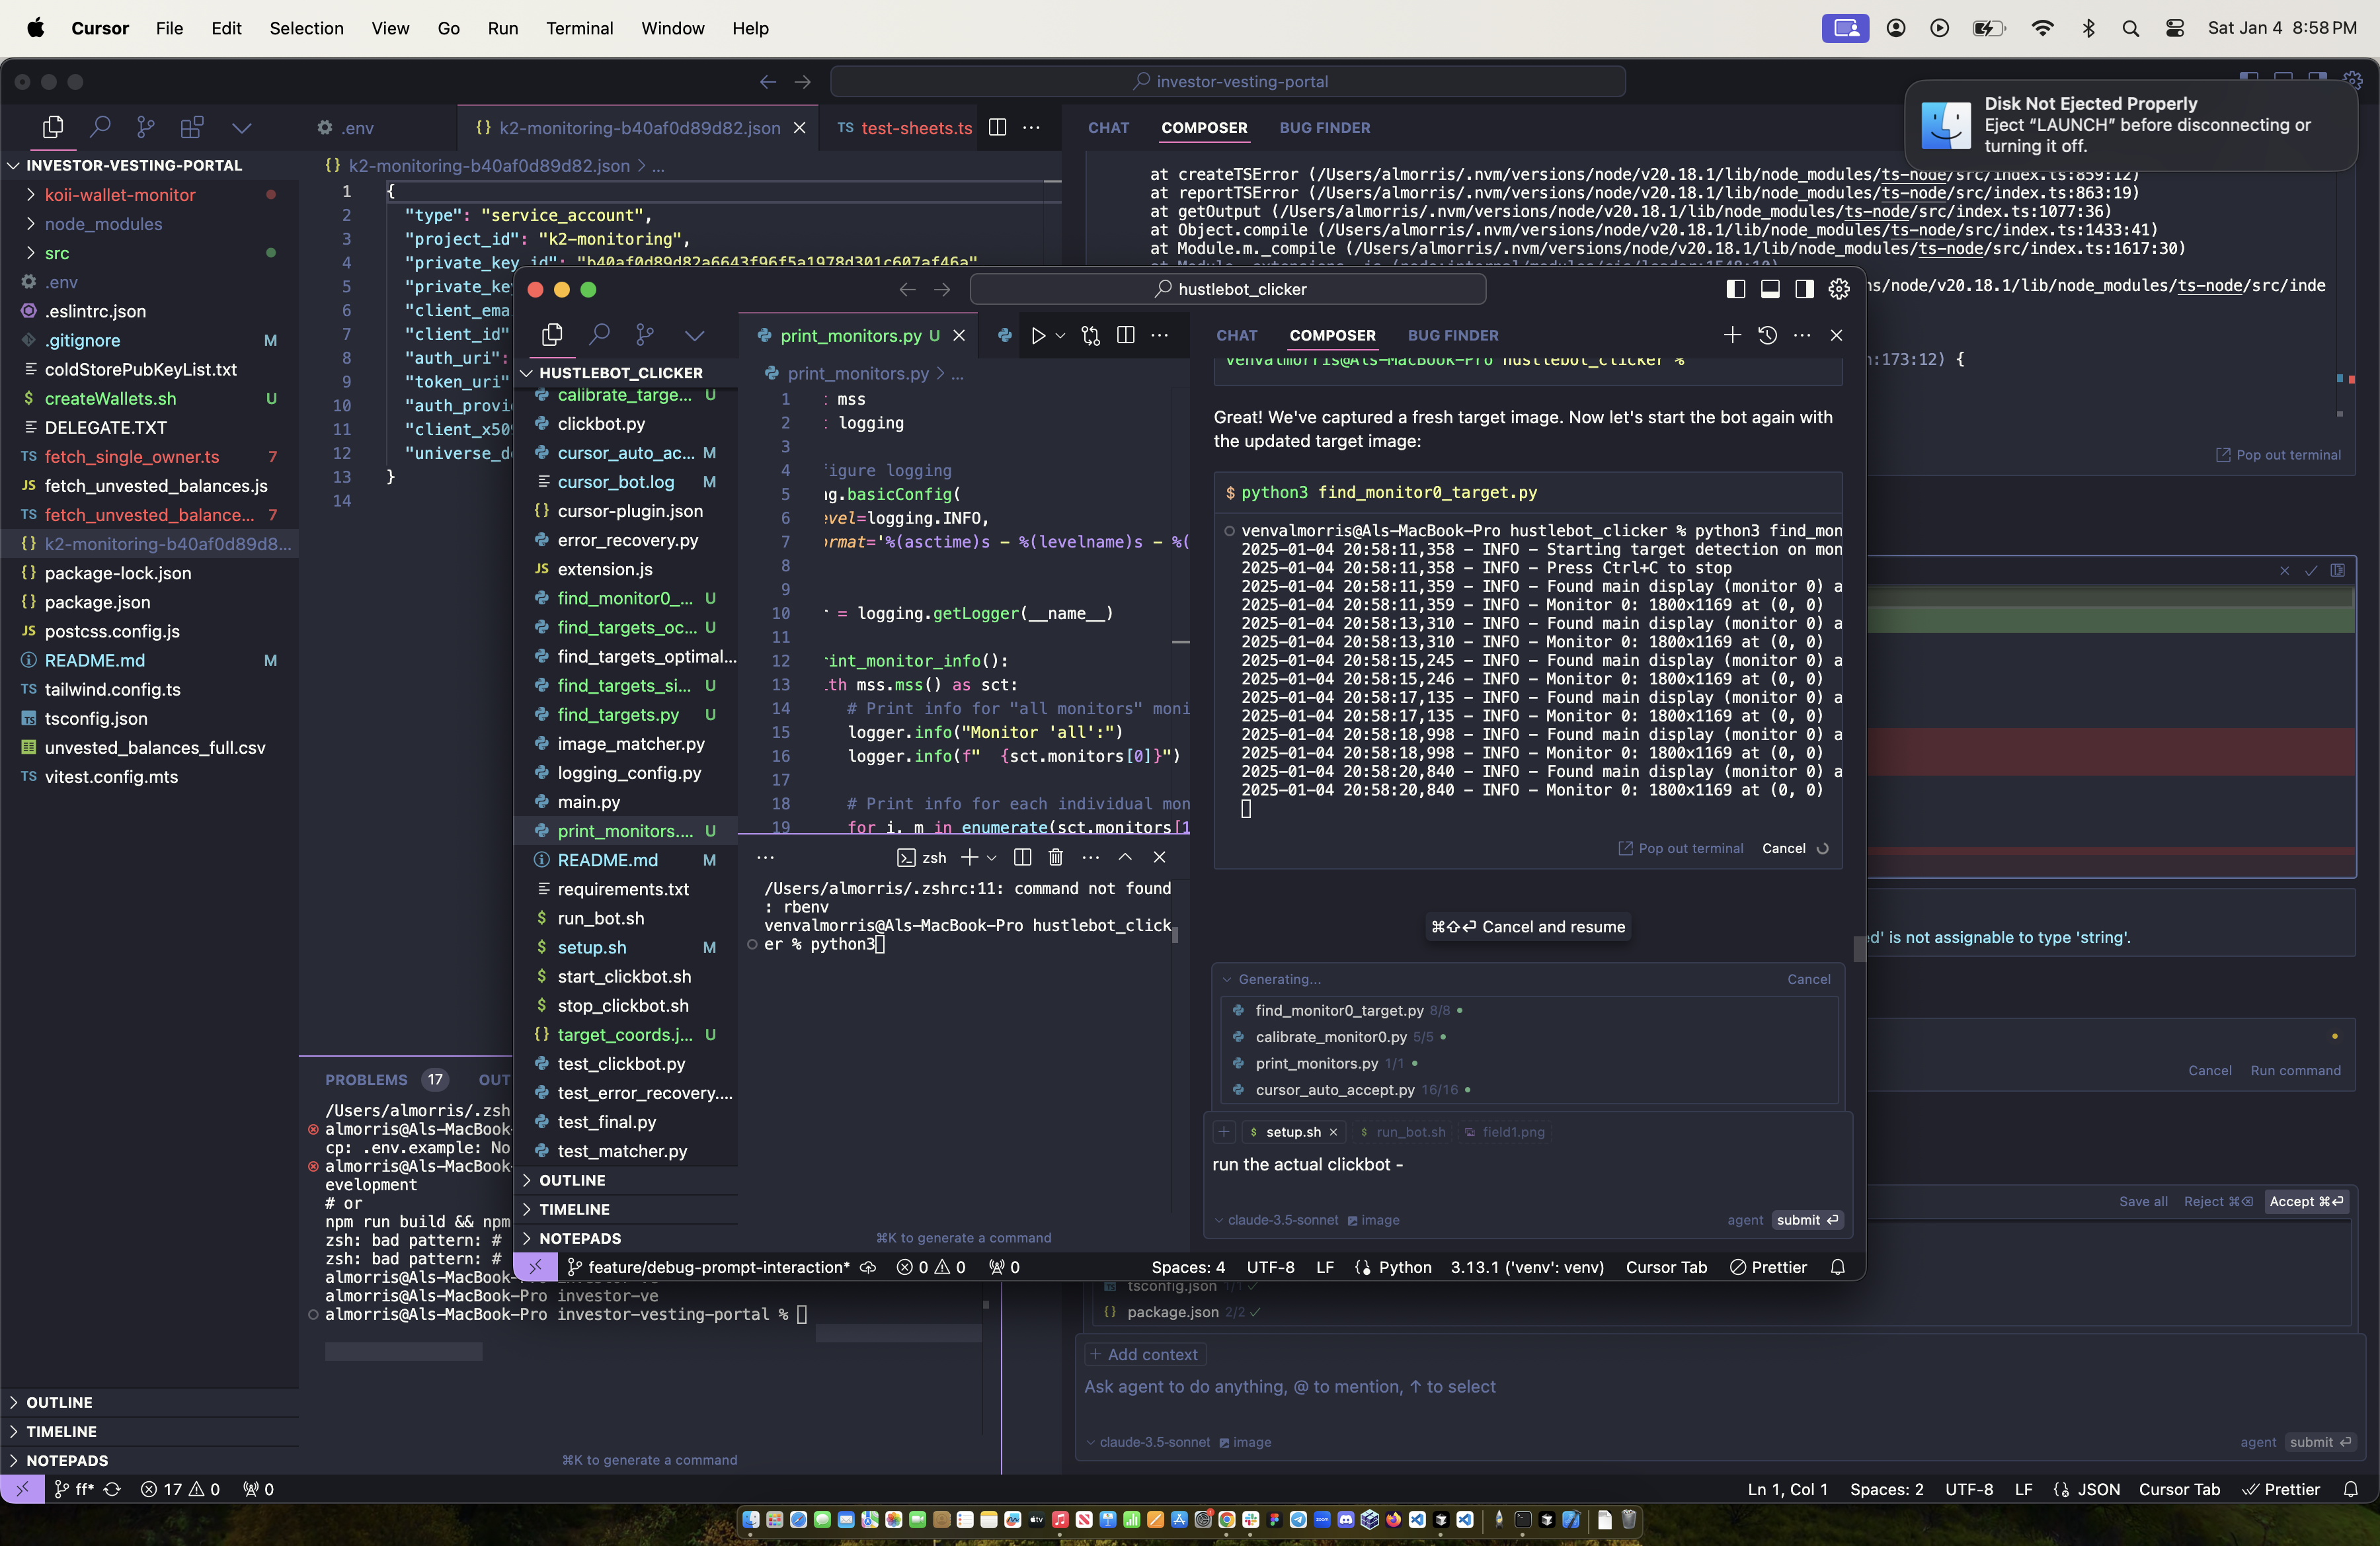 Cursor File Edit Selection View Go Run Terminal Window Help
Sat Jan 4 8:58 PM
investor-vesting-portal
Disk Not Ejected Properly
Eject “LAUNCH” before disconnecting or
turning it off.
.env
{} k2-monitoring-b40af0d89d82.json
TS test-sheets.ts
CHAT COMPOSER BUG FINDER
INVESTOR-VESTING-PORTAL
koii-wallet-monitor
node_modules
src
.env
.eslintrc.json
.gitignore M
coldStorePubKeyList.txt
$ createWallets.sh U
DELEGATE.TXT
TS fetch_single_owner.ts 7
JS fetch_unvested_balances.js
TS fetch_unvested_balance... 7
{} k2-monitoring-b40af0d89d8...
{} package-lock.json
{} package.json
JS postcss.config.js
README.md M
TS tailwind.config.ts
TS tsconfig.json
unvested_balances_full.csv
TS vitest.config.mts
OUTLINE
TIMELINE
NOTEPADS
{} k2-monitoring-b40af0d89d82.json > ...
1 {
2 "type": "service_account",
3 "project_id": "k2-monitoring",
4 "private_key_id": "b40af0d89d82a6643f96f5a1978d301c607af46a"
5 "private_key
6 "client_emai
7 "client_id"
8 "auth_uri":
9 "token_uri"
10 "auth_provi
11 "client_x509
12 "universe_do
13 }
14
at createTSError (/Users/almorris/.nvm/versions/node/v20.18.1/lib/node_modules/ts-node/src/index.ts:859:12)
at reportTSError (/Users/almorris/.nvm/versions/node/v20.18.1/lib/node_modules/ts-node/src/index.ts:863:19)
at getOutput (/Users/almorris/.nvm/versions/node/v20.18.1/lib/node_modules/ts-node/src/index.ts:1077:36)
at Object.compile (/Users/almorris/.nvm/versions/node/v20.18.1/lib/node_modules/ts-node/src/index.ts:1433:41)
at Module.m._compile (/Users/almorris/.nvm/versions/node/v20.18.1/lib/node_modules/ts-node/src/index.ts:1617:30)
ns/node/v20.18.1/lib/node_modules/ts-node/src/inde
n:173:12) {
Pop out terminal
ed' is not assignable to type 'string'.
Cancel Run command
Save all Reject ⌘⌫ Accept ⌘⏎
tsconfig.json 1/1 ✓
{} package.json 2/2 ✓
+ Add context
Ask agent to do anything, @ to mention, ↑ to select
claude-3.5-sonnet image
agent submit ⏎
PROBLEMS 17 OUT
/Users/almorris/.zsh
almorris@Als-MacBook-
cp: .env.example: No
almorris@Als-MacBook-
evelopment
# or
npm run build && npm
zsh: bad pattern: #
zsh: bad pattern: #
almorris@Als-MacBook-Pro investor-ve
almorris@Als-MacBook-Pro investor-ve
almorris@Als-MacBook-Pro investor-vesting-portal %
⌘K to generate a command
ff* 17 0 0
Ln 1, Col 1 Spaces: 2 UTF-8 LF JSON Cursor Tab Prettier
hustlebot_clicker
print_monitors.py U
CHAT COMPOSER BUG FINDER
HUSTLEBOT_CLICKER
calibrate_targe... U
clickbot.py
cursor_auto_ac... M
cursor_bot.log M
{} cursor-plugin.json
error_recovery.py
JS extension.js
find_monitor0_... U
find_targets_oc... U
find_targets_optimal...
find_targets_si... U
find_targets.py U
image_matcher.py
logging_config.py
main.py
print_monitors.... U
README.md M
requirements.txt
$ run_bot.sh
$ setup.sh M
$ start_clickbot.sh
$ stop_clickbot.sh
{} target_coords.j... U
test_clickbot.py
test_error_recovery....
test_final.py
test_matcher.py
OUTLINE
TIMELINE
NOTEPADS
print_monitors.py > ...
1 : mss
2 : logging
3
4 figure logging
5 ng.basicConfig(
6 evel=logging.INFO,
7 ormat='%(asctime)s - %(levelname)s - %(
8
9
10 r = logging.getLogger(__name__)
11
12 rint_monitor_info():
13 ith mss.mss() as sct:
14 # Print info for "all monitors" moni
15 logger.info("Monitor 'all':")
16 logger.info(f" {sct.monitors[0]}")
17
18 # Print info for each individual mon
19 for i, m in enumerate(sct.monitors[1
zsh
/Users/almorris/.zshrc:11: command not found
: rbenv
venvalmorris@Als-MacBook-Pro hustlebot_click
er % python3
⌘K to generate a command
venvalmorris@Als-MacBook-Pro hustlebot_clicker %
Great! We've captured a fresh target image. Now let's start the bot again with
the updated target image:
$ python3 find_monitor0_target.py
venvalmorris@Als-MacBook-Pro hustlebot_clicker % python3 find_mon
2025-01-04 20:58:11,358 - INFO - Starting target detection on mon
2025-01-04 20:58:11,358 - INFO - Press Ctrl+C to stop
2025-01-04 20:58:11,359 - INFO - Found main display (monitor 0) a
2025-01-04 20:58:11,359 - INFO - Monitor 0: 1800x1169 at (0, 0)
2025-01-04 20:58:13,310 - INFO - Found main display (monitor 0) a
2025-01-04 20:58:13,310 - INFO - Monitor 0: 1800x1169 at (0, 0)
2025-01-04 20:58:15,245 - INFO - Found main display (monitor 0) a
2025-01-04 20:58:15,246 - INFO - Monitor 0: 1800x1169 at (0, 0)
2025-01-04 20:58:17,135 - INFO - Found main display (monitor 0) a
2025-01-04 20:58:17,135 - INFO - Monitor 0: 1800x1169 at (0, 0)
2025-01-04 20:58:18,998 - INFO - Found main display (monitor 0) a
2025-01-04 20:58:18,998 - INFO - Monitor 0: 1800x1169 at (0, 0)
2025-01-04 20:58:20,840 - INFO - Found main display (monitor 0) a
2025-01-04 20:58:20,840 - INFO - Monitor 0: 1800x1169 at (0, 0)
Pop out terminal Cancel
⌘⇧⏎ Cancel and resume
Generating... Cancel
find_monitor0_target.py 8/8
calibrate_monitor0.py 5/5
print_monitors.py 1/1
cursor_auto_accept.py 16/16
+ $ setup.sh × $ run_bot.sh field1.png
run the actual clickbot -
claude-3.5-sonnet image
agent submit ⏎
feature/debug-prompt-interaction* 0 0 0
Spaces: 4 UTF-8 LF Python 3.13.1 ('venv': venv) Cursor Tab Prettier